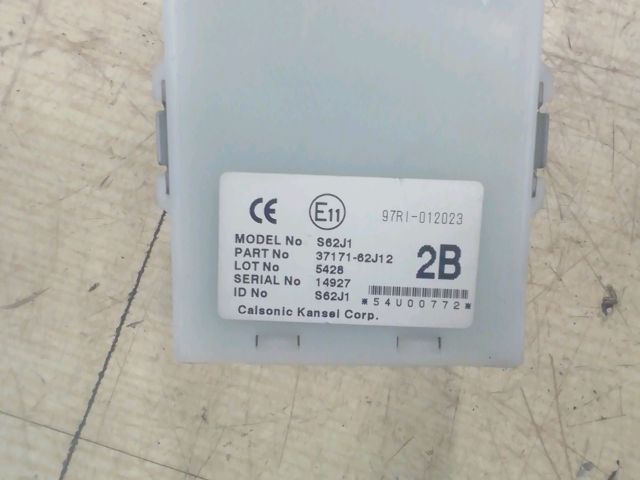 CE E11 97RI-012023
MODEL No S62J1
PART No 37171-62J12
LOT No 5428
SERIAL No 14927
ID No S62J1
2B
*54U00772*
Calsonic Kansei Corp.